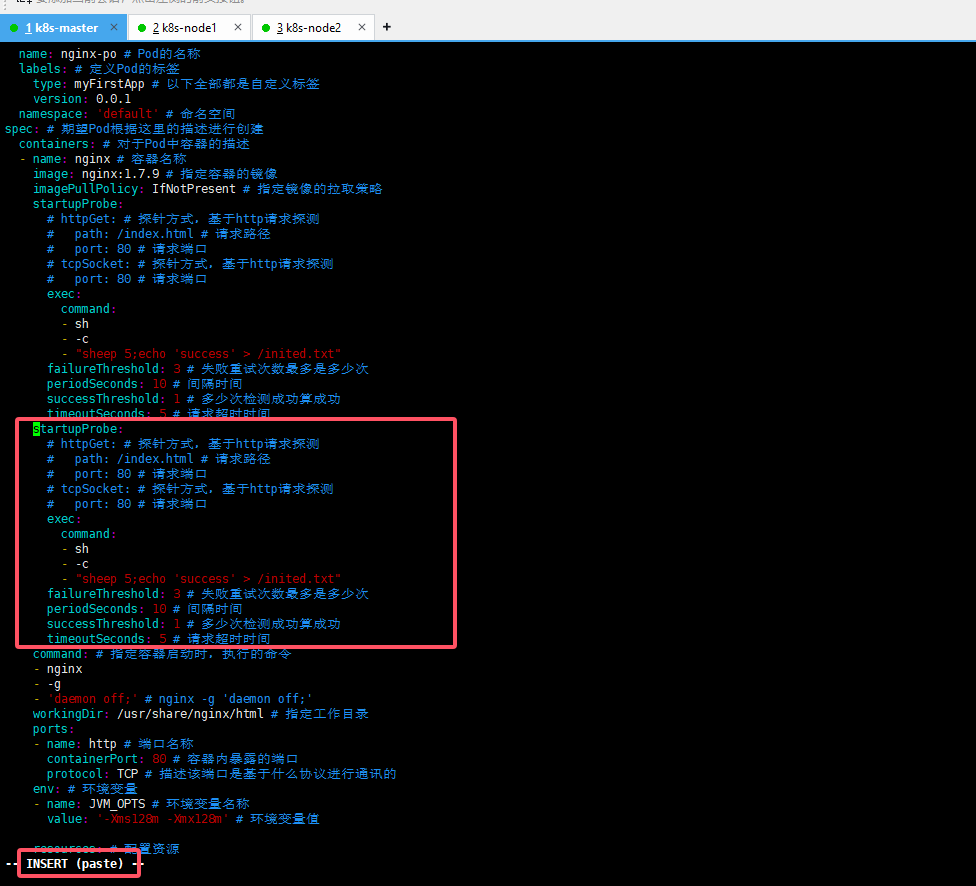 1 k8s-master × 2 k8s-node1 × 3 k8s-node2 × +
name: nginx-po # Pod的名称
labels: # 定义Pod的标签
type: myFirstApp # 以下全部都是自定义标签
version: 0.0.1
namespace: 'default' # 命名空间
spec: # 期望Pod根据这里的描述进行创建
containers: # 对于Pod中容器的描述
- name: nginx # 容器名称
image: nginx:1.7.9 # 指定容器的镜像
imagePullPolicy: IfNotPresent # 指定镜像的拉取策略
startupProbe:
# httpGet: # 探针方式，基于http请求探测
#   path: /index.html # 请求路径
#   port: 80 # 请求端口
# tcpSocket: # 探针方式，基于http请求探测
#   port: 80 # 请求端口
exec:
command:
- sh
- -c
- "sheep 5;echo 'success' > /inited.txt"
failureThreshold: 3 # 失败重试次数最多是多少次
periodSeconds: 10 # 间隔时间
successThreshold: 1 # 多少次检测成功算成功
timeoutSeconds: 5 # 请求超时时间
startupProbe:
# httpGet: # 探针方式，基于http请求探测
#   path: /index.html # 请求路径
#   port: 80 # 请求端口
# tcpSocket: # 探针方式，基于http请求探测
#   port: 80 # 请求端口
exec:
command:
- sh
- -c
- "sheep 5;echo 'success' > /inited.txt"
failureThreshold: 3 # 失败重试次数最多是多少次
periodSeconds: 10 # 间隔时间
successThreshold: 1 # 多少次检测成功算成功
timeoutSeconds: 5 # 请求超时时间
command: # 指定容器启动时，执行的命令
- nginx
- -g
- 'daemon off;' # nginx -g 'daemon off;'
workingDir: /usr/share/nginx/html # 指定工作目录
ports:
- name: http # 端口名称
containerPort: 80 # 容器内暴露的端口
protocol: TCP # 描述该端口是基于什么协议进行通讯的
env: # 环境变量
- name: JVM_OPTS # 环境变量名称
value: '-Xms128m -Xmx128m' # 环境变量值
resources: # 配置资源
-- INSERT (paste) --